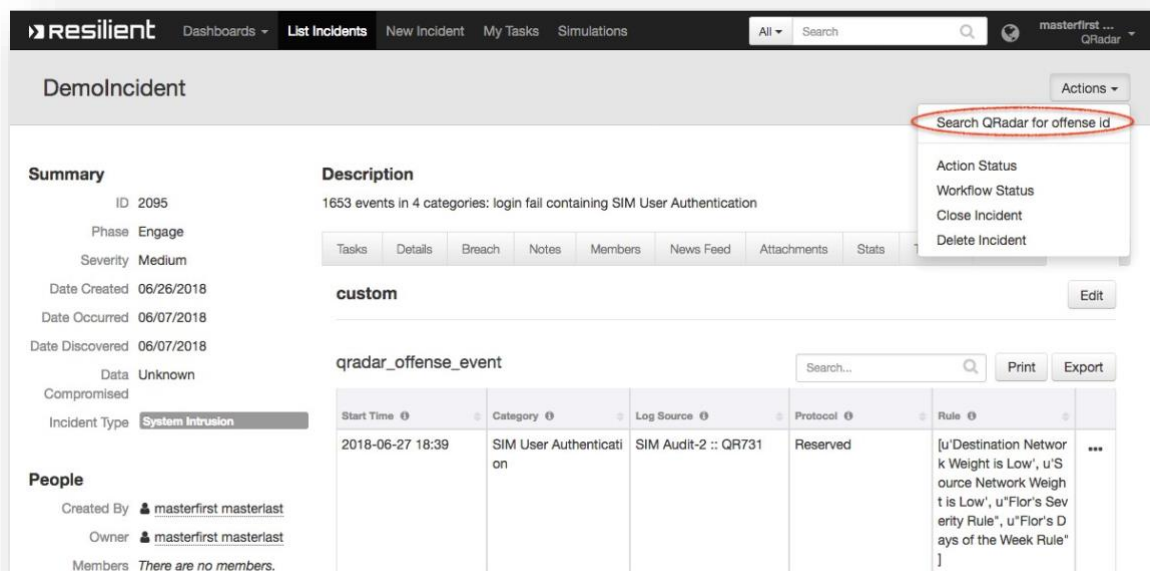 Resilient Dashboards List Incidents New Incident My Tasks Simulations All Search masterfirst ...
QRadar
DemoIncident Actions
Search QRadar for offense id
Action Status
Workflow Status
Close Incident
Delete Incident
Summary
ID 2095
Phase Engage
Severity Medium
Date Created 06/26/2018
Date Occurred 06/07/2018
Date Discovered 06/07/2018
Data Unknown
Compromised
Incident Type System Intrusion
People
Created By masterfirst masterlast
Owner masterfirst masterlast
Members There are no members.
Description
1653 events in 4 categories: login fail containing SIM User Authentication
Tasks Details Breach Notes Members News Feed Attachments Stats
custom Edit
qradar_offense_event Search... Print Export
Start Time Category Log Source Protocol Rule
2018-06-27 18:39 SIM User Authenticati SIM Audit-2 :: QR731 Reserved [u'Destination Networ
on k Weight is Low', u'S
ource Network Weigh
t is Low', u"Flor's Sev
erity Rule", u"Flor's D
ays of the Week Rule"
]